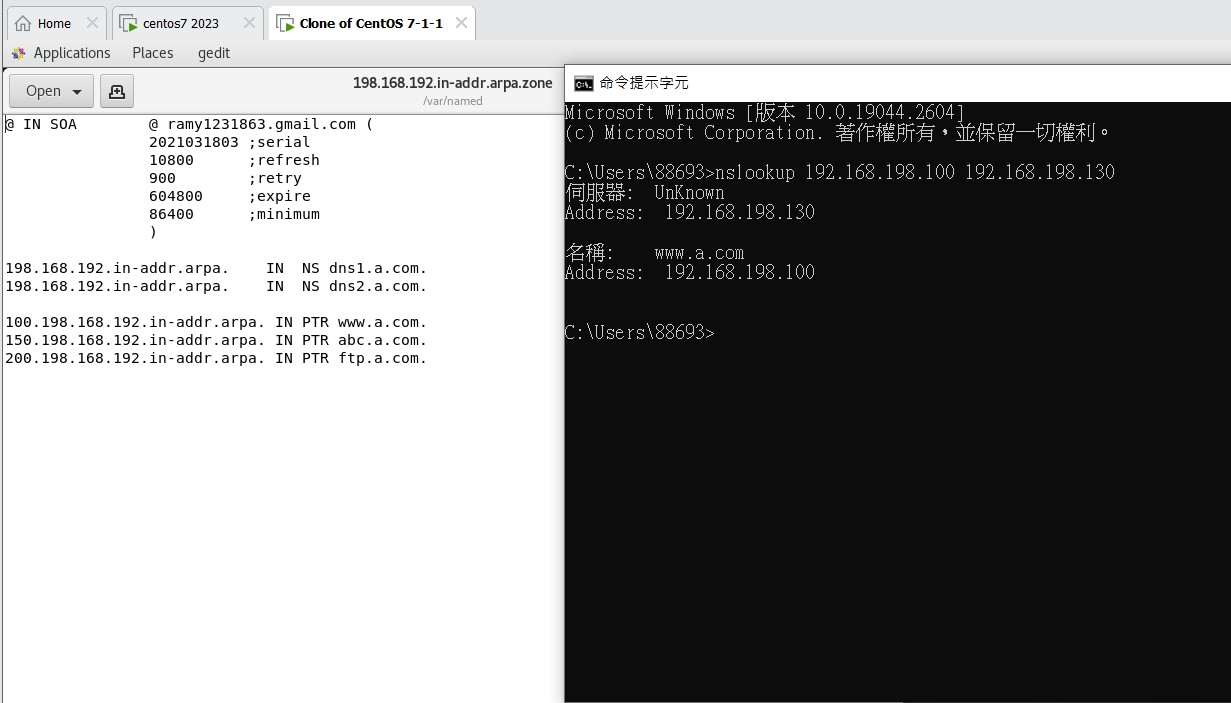 Home
centos7 2023
Clone of CentOS 7-1-1
Applications Places gedit
Open
198.168.192.in-addr.arpa.zone
/var/named
@ IN SOA @ ramy1231863.gmail.com (
2021031803 ;serial
10800 ;refresh
900 ;retry
604800 ;expire
86400 ;minimum
)
198.168.192.in-addr.arpa. IN NS dns1.a.com.
198.168.192.in-addr.arpa. IN NS dns2.a.com.
100.198.168.192.in-addr.arpa. IN PTR www.a.com.
150.198.168.192.in-addr.arpa. IN PTR abc.a.com.
200.198.168.192.in-addr.arpa. IN PTR ftp.a.com.
命令提示字元
Microsoft Windows [版本 10.0.19044.2604]
(c) Microsoft Corporation. 著作權所有，並保留一切權利。
C:\Users\88693>nslookup 192.168.198.100 192.168.198.130
伺服器: UnKnown
Address: 192.168.198.130
名稱: www.a.com
Address: 192.168.198.100
C:\Users\88693>